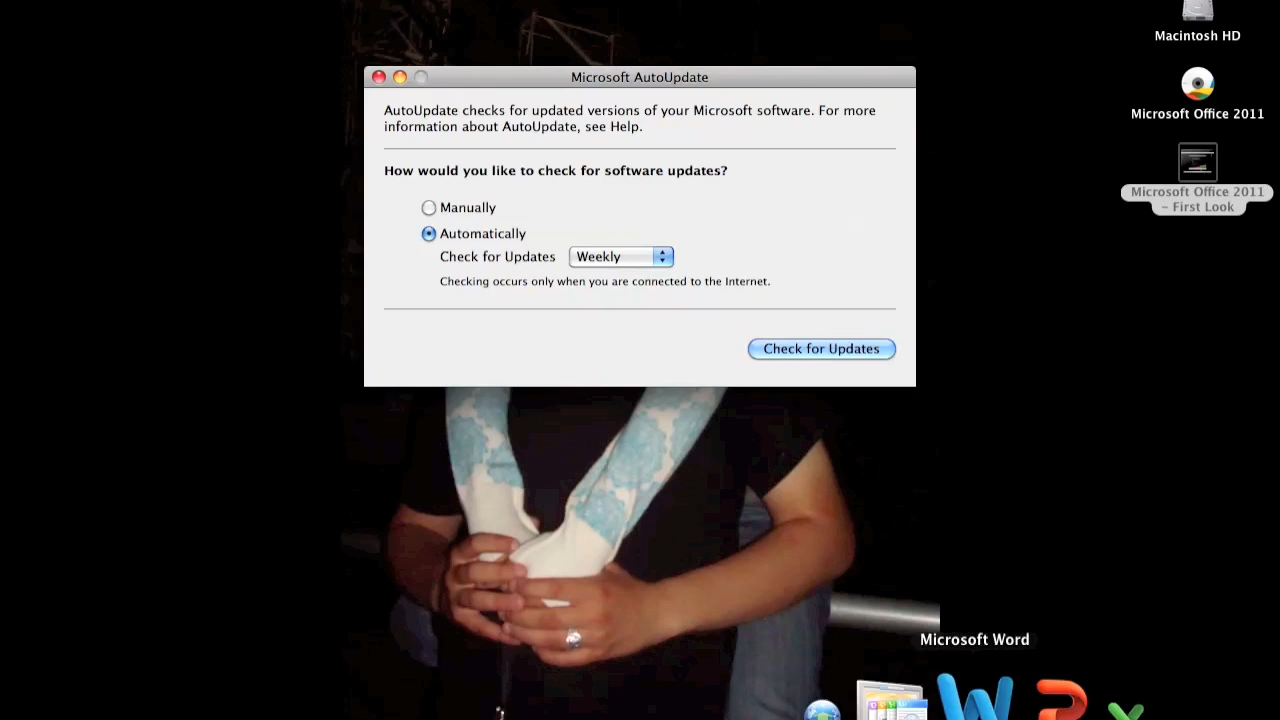 Macintosh HD
Microsoft AutoUpdate
AutoUpdate checks for updated versions of your Microsoft software. For more
information about AutoUpdate, see Help.
Microsoft Office 2011
How would you like to check for software updates?
Microsoft Office 2011
- First Look
Manually
Automatically
Check for Updates
Weekly
Checking occurs only when you are connected to the Internet.
Check for Updates
Microsoft Word